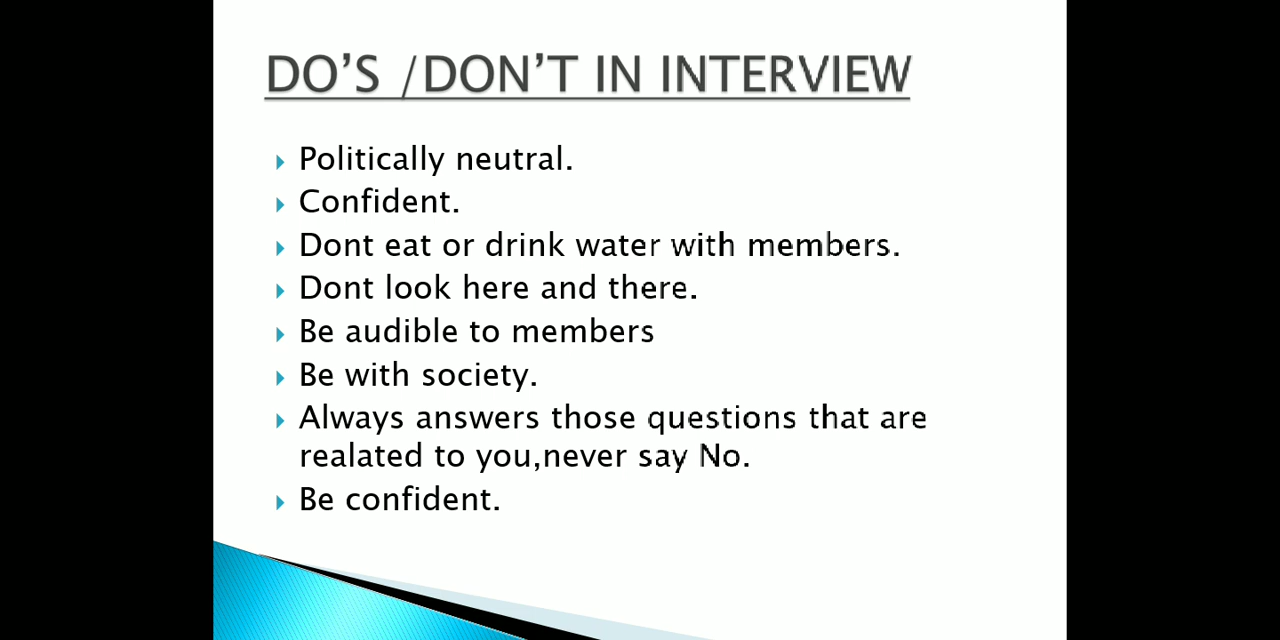 DO’S /DON’T IN INTERVIEW
Politically neutral.
Confident.
Dont eat or drink water with members.
Dont look here and there.
Be audible to members
Be with society.
Always answers those questions that are
realated to you,never say No.
Be confident.